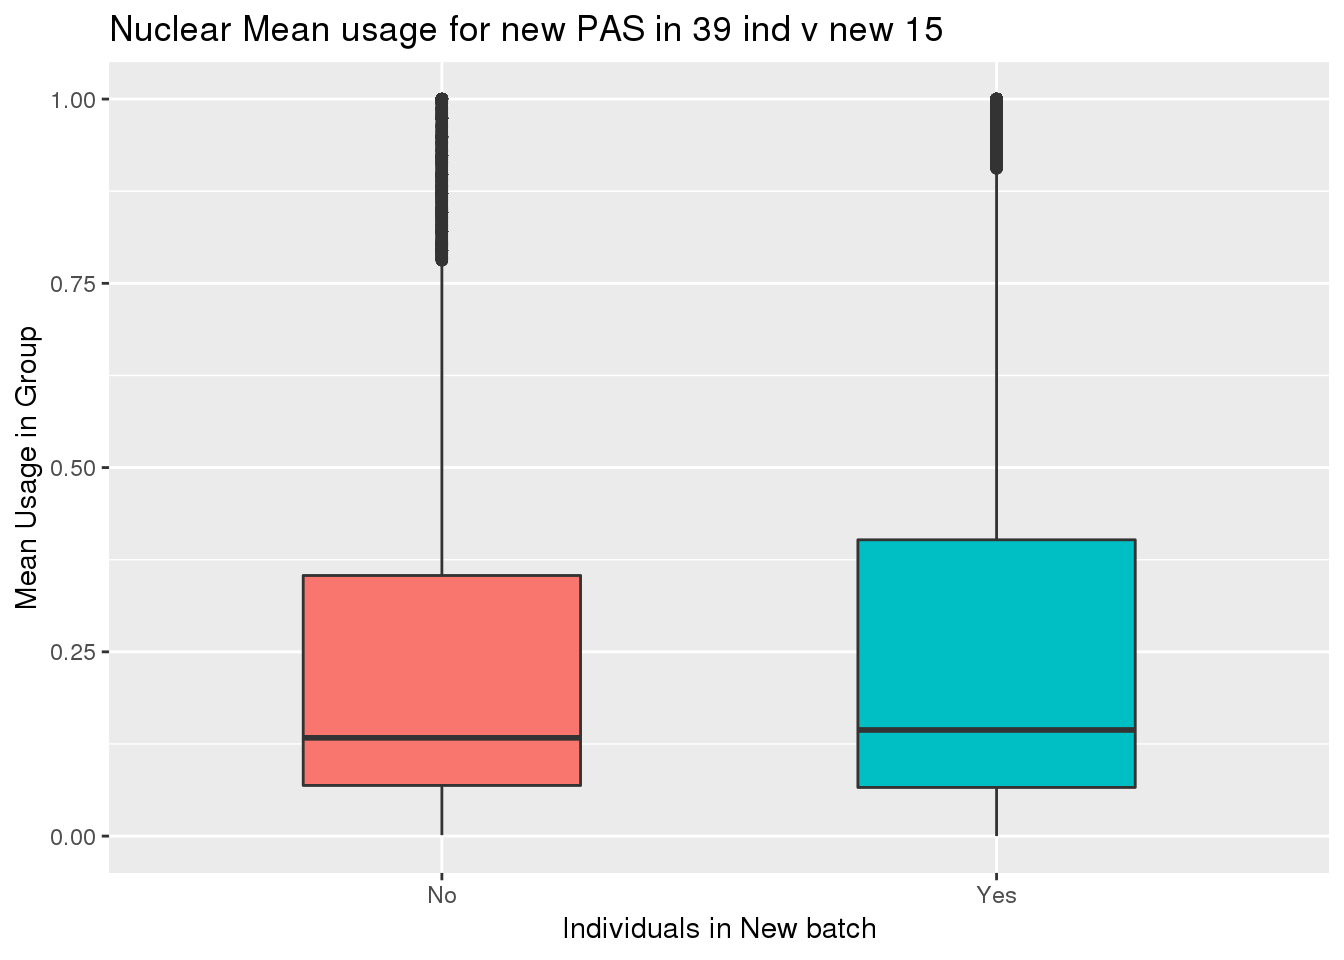 Nuclear Mean usage for new PAS in 39 ind v new 15
Mean Usage in Group
1.00
0.75
0.50
0.25
0.00
No
Yes
Individuals in New batch